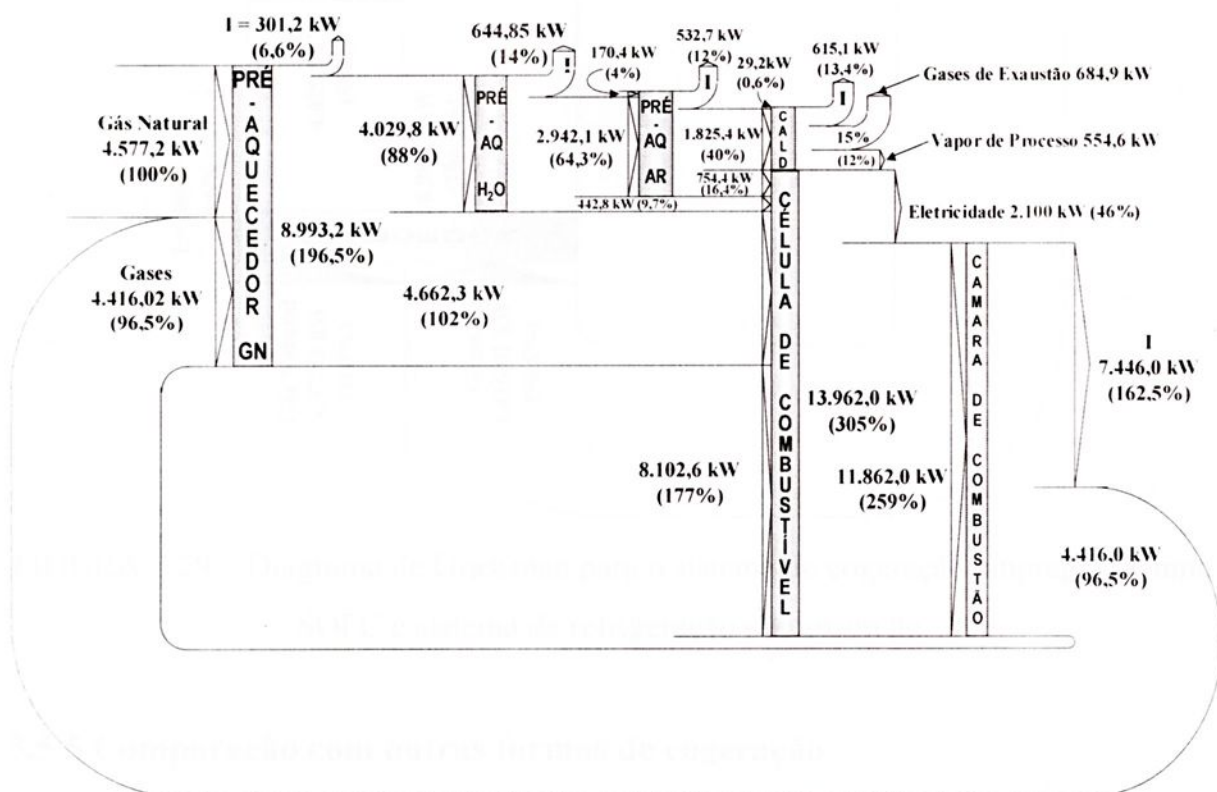 I = 301,2 kW
(6,6%)
644,85 kW
(14%)
170,4 kW
(4%)
532,7 kW
(12%)
29,2kW
(0,6%)
615,1 kW
(13,4%)
Gases de Exaustão 684,9 kW
PRÉ-AQUECEDOR GN
Gás Natural
4.577,2 kW
(100%)
I
PRÉ-AQ H₂O
4.029,8 kW
(88%)
2.942,1 kW
(64,3%)
I
PRÉ-AQ AR
1.825,4 kW
(40%)
CALD
I
15%
Vapor de Processo 554,6 kW
(12%)
754,4 kW
(16,4%)
442,8 kW (9,7%)
Eletricidade 2.100 kW (46%)
8.993,2 kW
(196,5%)
Gases
4.416,02 kW
(96,5%)
4.662,3 kW
(102%)
CÉLULA DE COMBUSTÍVEL
CAMARA DE COMBUSTÃO
I
7.446,0 kW
(162,5%)
13.962,0 kW
(305%)
8.102,6 kW
(177%)
11.862,0 kW
(259%)
4.416,0 kW
(96,5%)